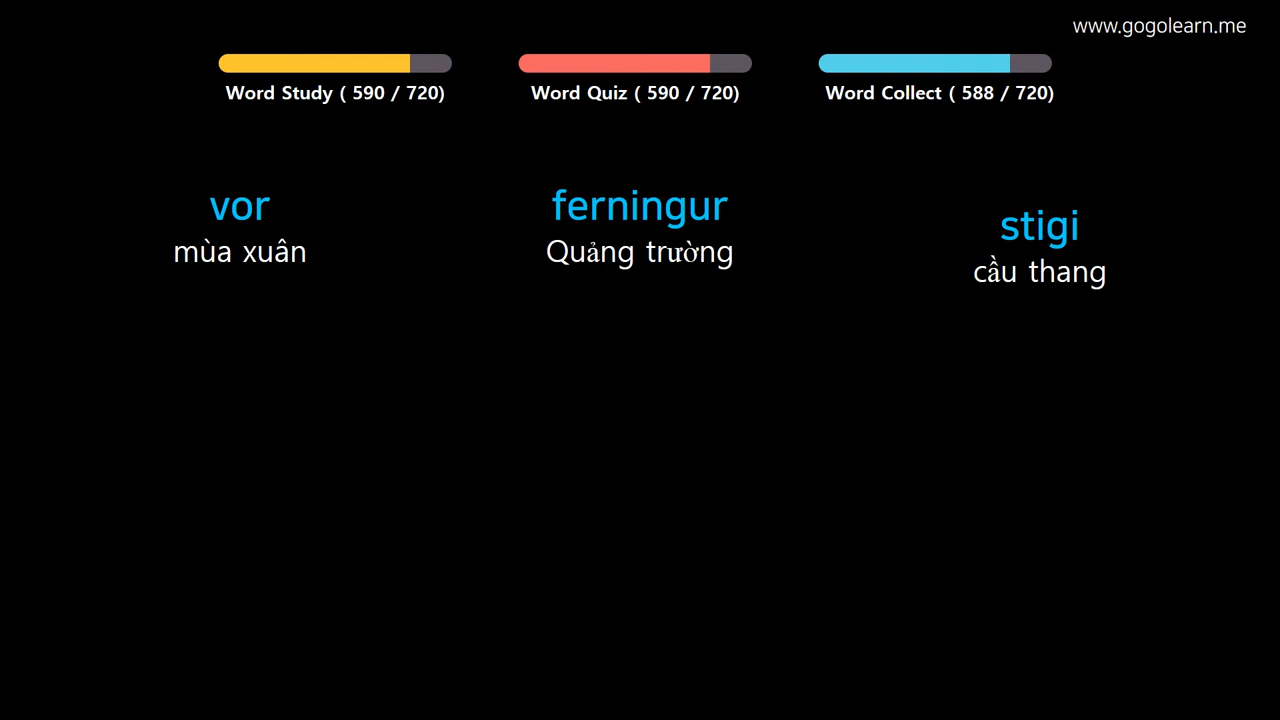 www.gogolearn.me
Word Study ( 590 / 720)
Word Quiz ( 590 / 720)
Word Collect ( 588 / 720)
vor
mùa xuân
ferningur
Quảng trường
stigi
cầu thang